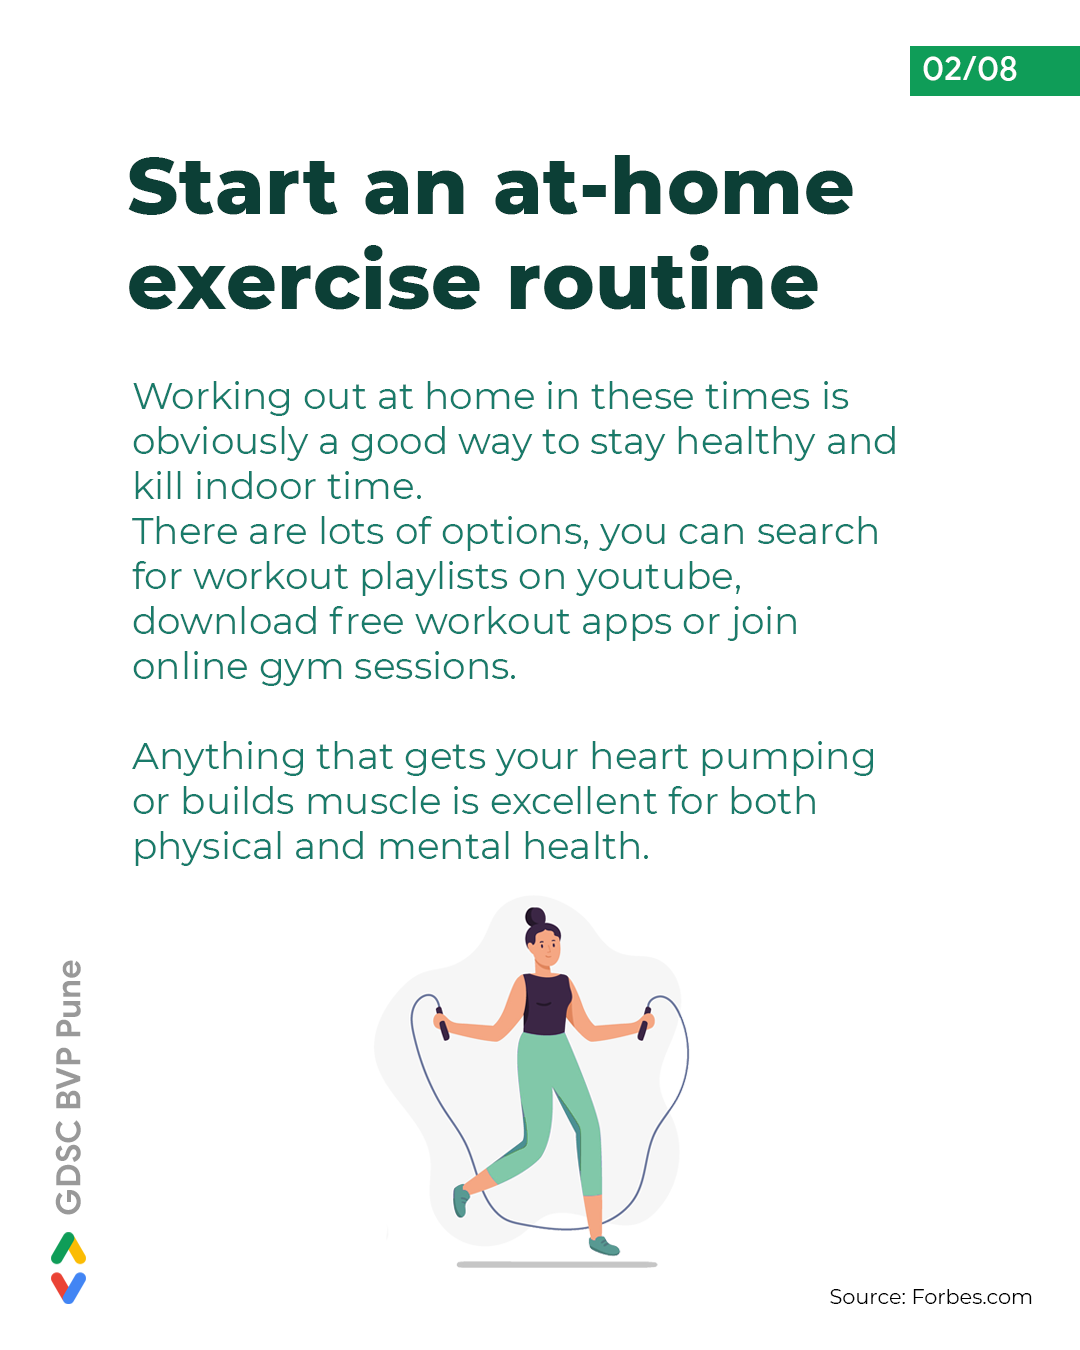 02/08
Start an at-home
exercise routine
Working out at home in these times is
obviously a good way to stay healthy and
kill indoor time.
There are lots of options, you can search
for workout playlists on youtube,
download free workout apps or join
online gym sessions.
Anything that gets your heart pumping
or builds muscle is excellent for both
physical and mental health.
GDSC BVP Pune
Source: Forbes.com